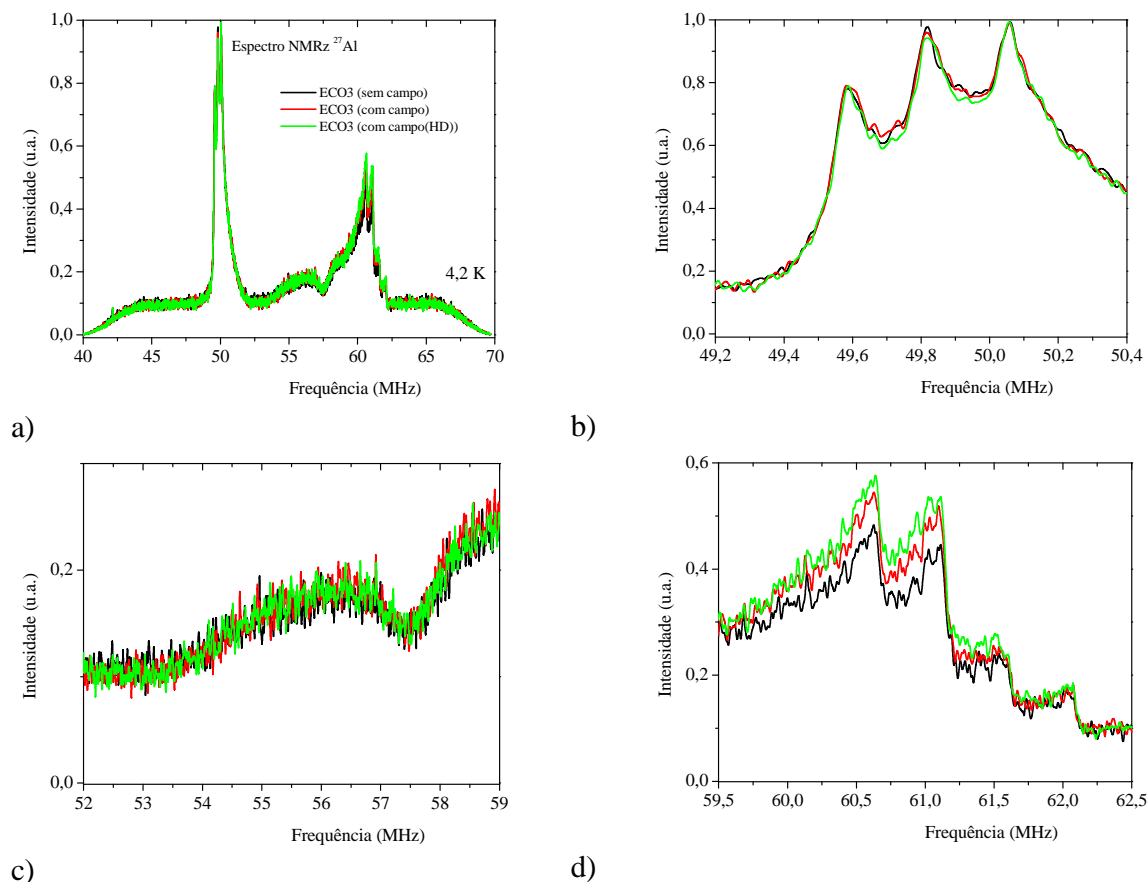 1,0
0,8
0,6
0,4
0,2
0,0
Intensidade (u.a.)
Espectro NMRz ²⁷Al
ECO3 (sem campo)
ECO3 (com campo)
ECO3 (com campo(HD))
4,2 K
40 45 50 55 60 65 70
Frequência (MHz)
a)
1,0
0,8
0,6
0,4
0,2
0,0
Intensidade (u.a.)
49,2 49,4 49,6 49,8 50,0 50,2 50,4
Frequência (MHz)
b)
0,2
0,0
Intensidade (u.a.)
52 53 54 55 56 57 58 59
Frequência (MHz)
c)
0,6
0,4
0,2
0,0
Intensidade (u.a.)
59,5 60,0 60,5 61,0 61,5 62,0 62,5
Frequência (MHz)
d)